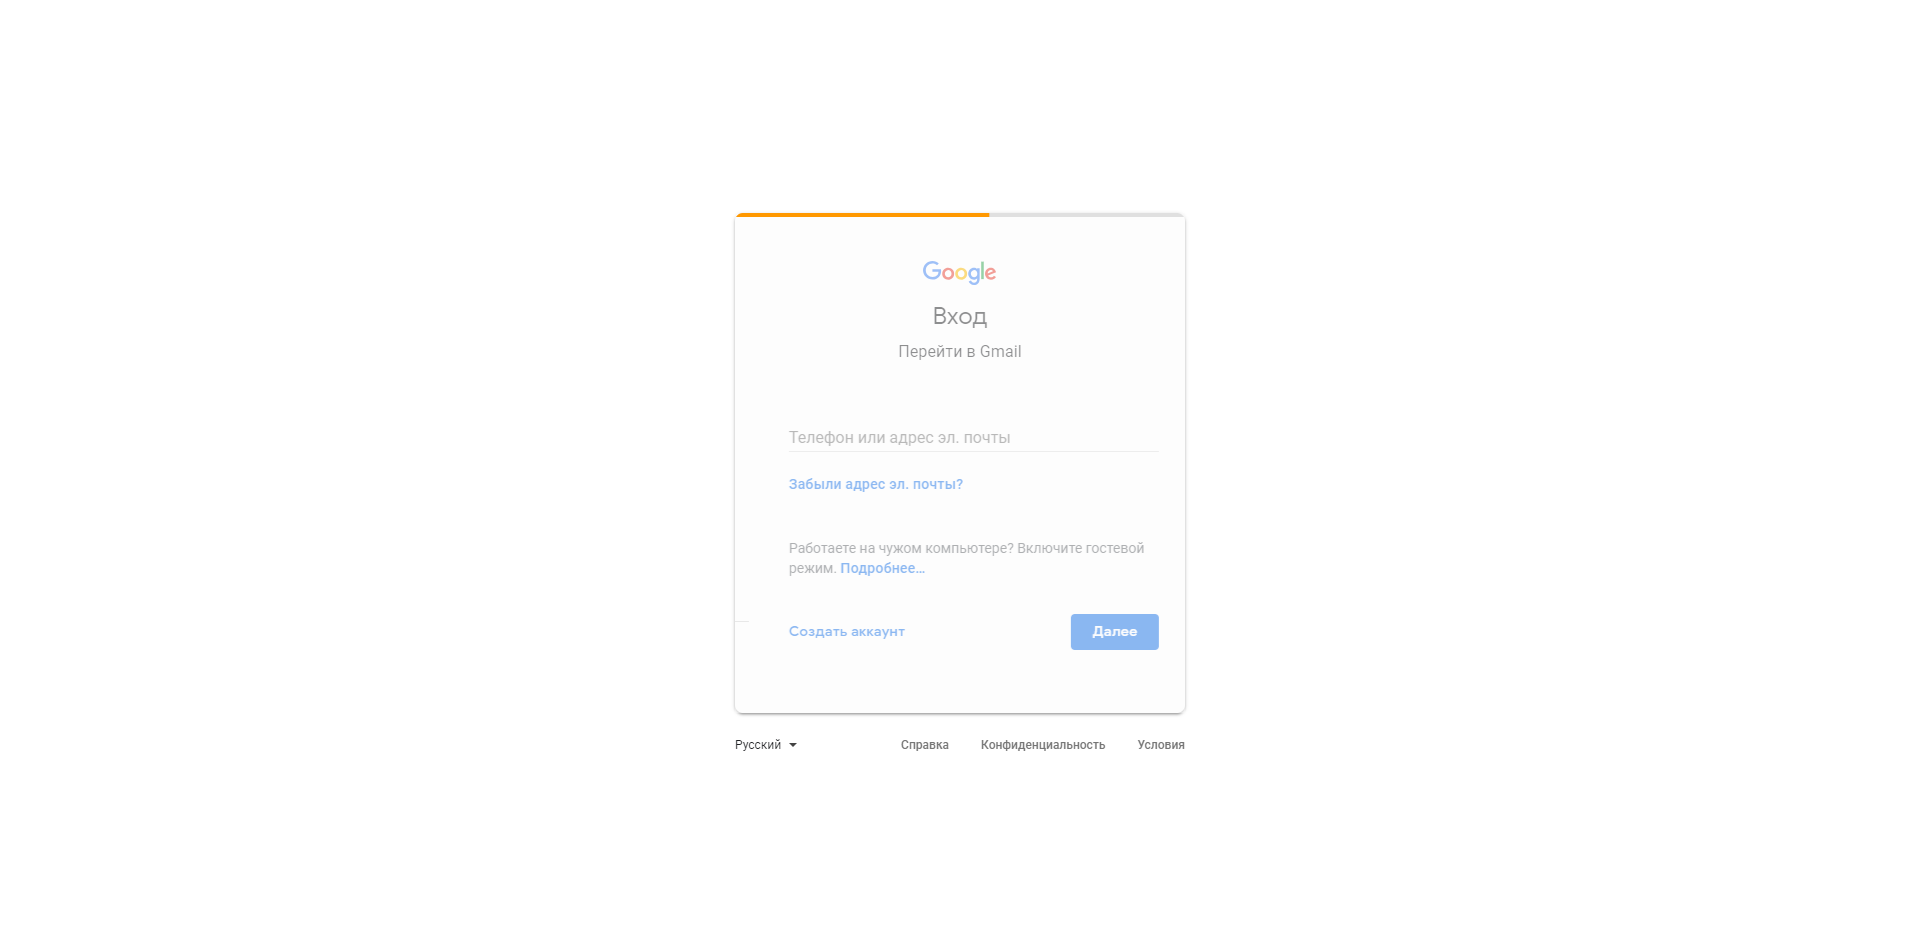 Google
Вход
Перейти в Gmail
Телефон или адрес эл. почты
Забыли адрес эл. почты?
Работаете на чужом компьютере? Включите гостевой
режим. Подробнее…
Создать аккаунт
Далее
Русский
Справка
Конфиденциальность
Условия